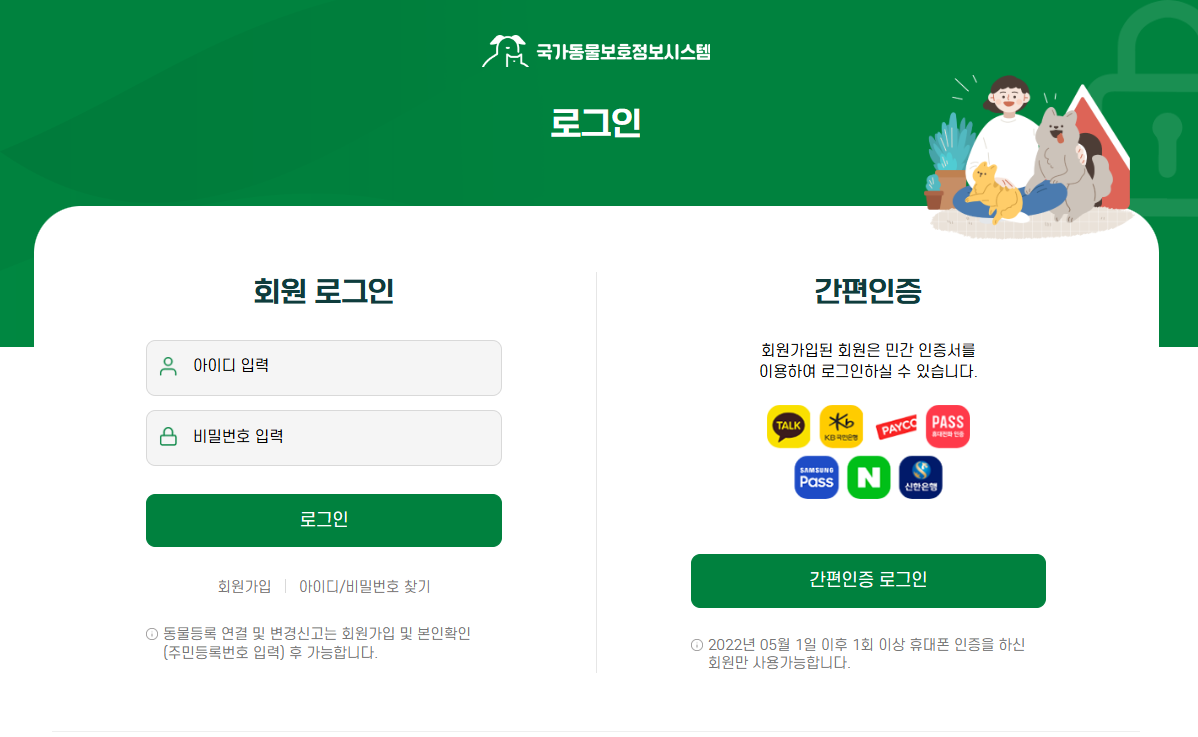 국가동물보호정보시스템
로그인
회원 로그인
아이디 입력
비밀번호 입력
로그인
회원가입 | 아이디/비밀번호 찾기
동물등록 연결 및 변경신고는 회원가입 및 본인확인
(주민등록번호 입력) 후 가능합니다.
간편인증
회원가입된 회원은 민간 인증서를
이용하여 로그인하실 수 있습니다.
TALK
KB국민은행
PAYCO
PASS
휴대전화 인증
SAMSUNG
Pass
N
신한은행
간편인증 로그인
2022년 05월 1일 이후 1회 이상 휴대폰 인증을 하신
회원만 사용가능합니다.